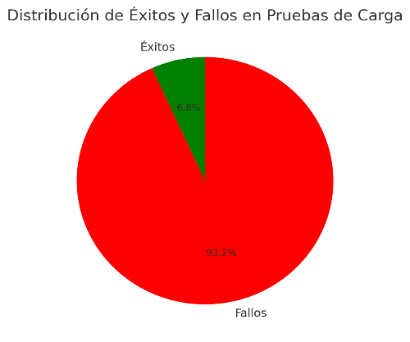 Distribución de Éxitos y Fallos en Pruebas de Carga
Éxitos
6.8%
93.2%
Fallos